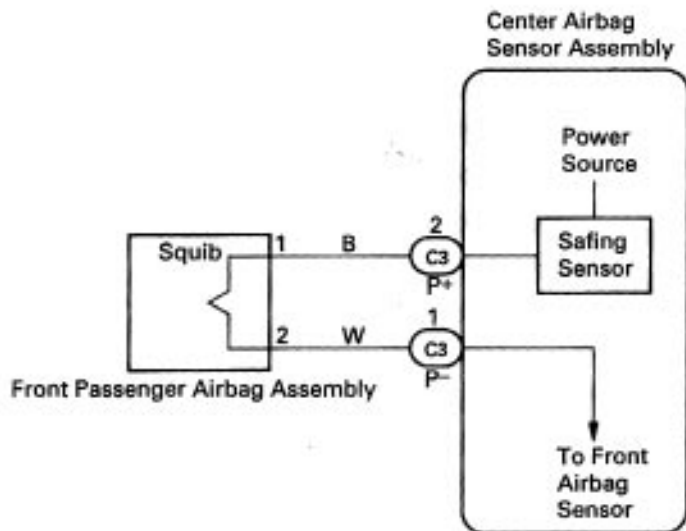 Center Airbag
Sensor Assembly
Power
Source
Squib
1
B
2
C3
P+
Safing
Sensor
2
W
1
C3
P-
Front Passenger Airbag Assembly
To Front
Airbag
Sensor